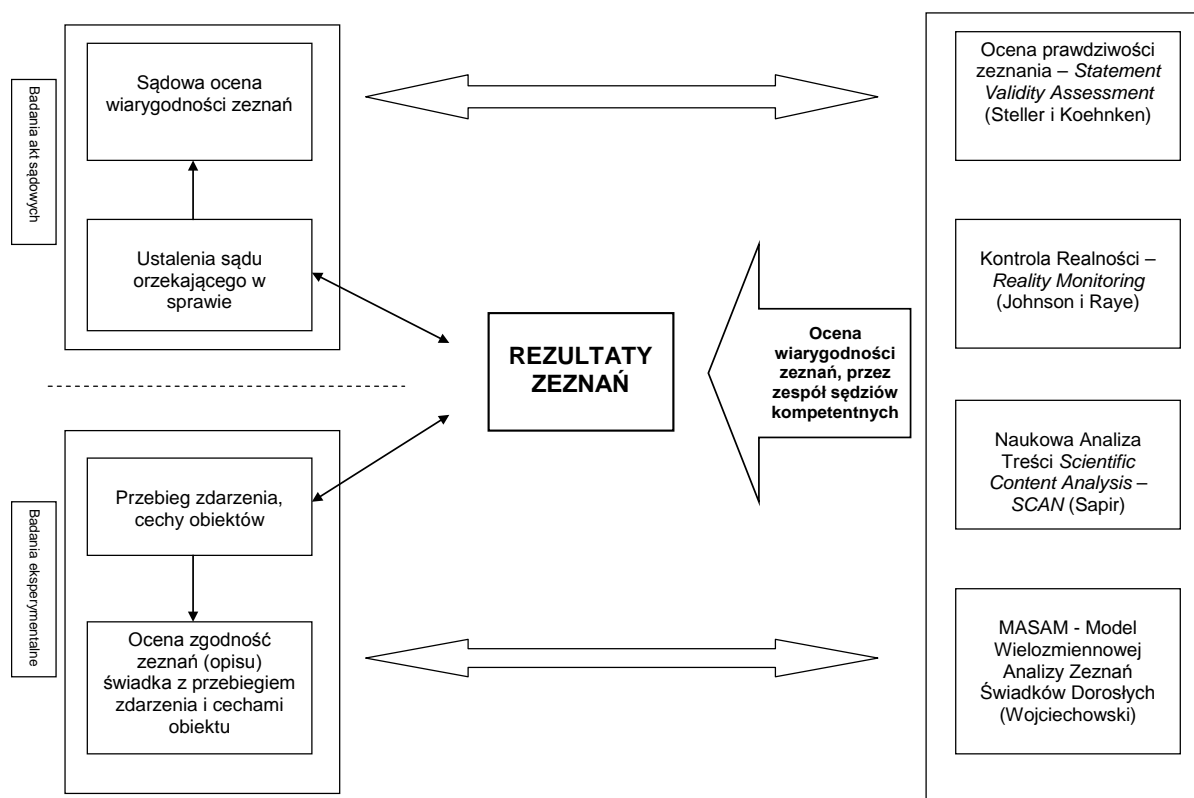 Badania akt sądowych
Sądowa ocena
wiarygodności zeznań
Ustalenia sądu
orzekającego w
sprawie
Badania eksperymentalne
Przebieg zdarzenia,
cechy obiektów
Ocena zgodność
zeznań (opisu)
świadka z przebiegiem
zdarzenia i cechami
obiektu
REZULTATY
ZEZNAŃ
Ocena
wiarygodności
zeznań, przez
zespół sędziów
kompetentnych
Ocena prawdziwości
zeznania – Statement
Validity Assessment
(Steller i Koehnken)
Kontrola Realności –
Reality Monitoring
(Johnson i Raye)
Naukowa Analiza
Treści Scientific
Content Analysis –
SCAN (Sapir)
MASAM - Model
Wielozmiennowej
Analizy Zeznań
Świadków Dorosłych
(Wojciechowski)